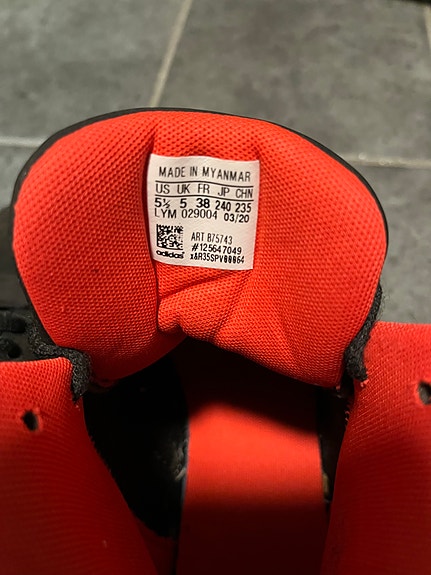 MADE IN MYANMAR
US UK FR JP CHN
5½ 5 38 240 235
LYM 029004 03/20
ART B75743
#125647049
adidas